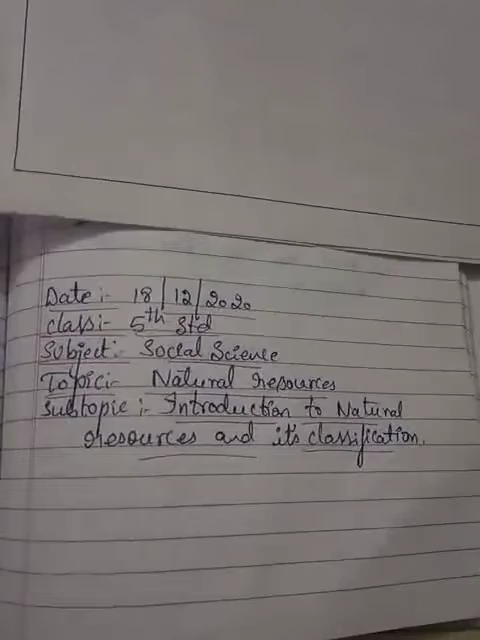 Date :- 18/12/2020
Class:- 5th Std
Subject:- Social Science
Topic:- Natural resources
Subtopic :- Introduction to Natural
resources and its classification.